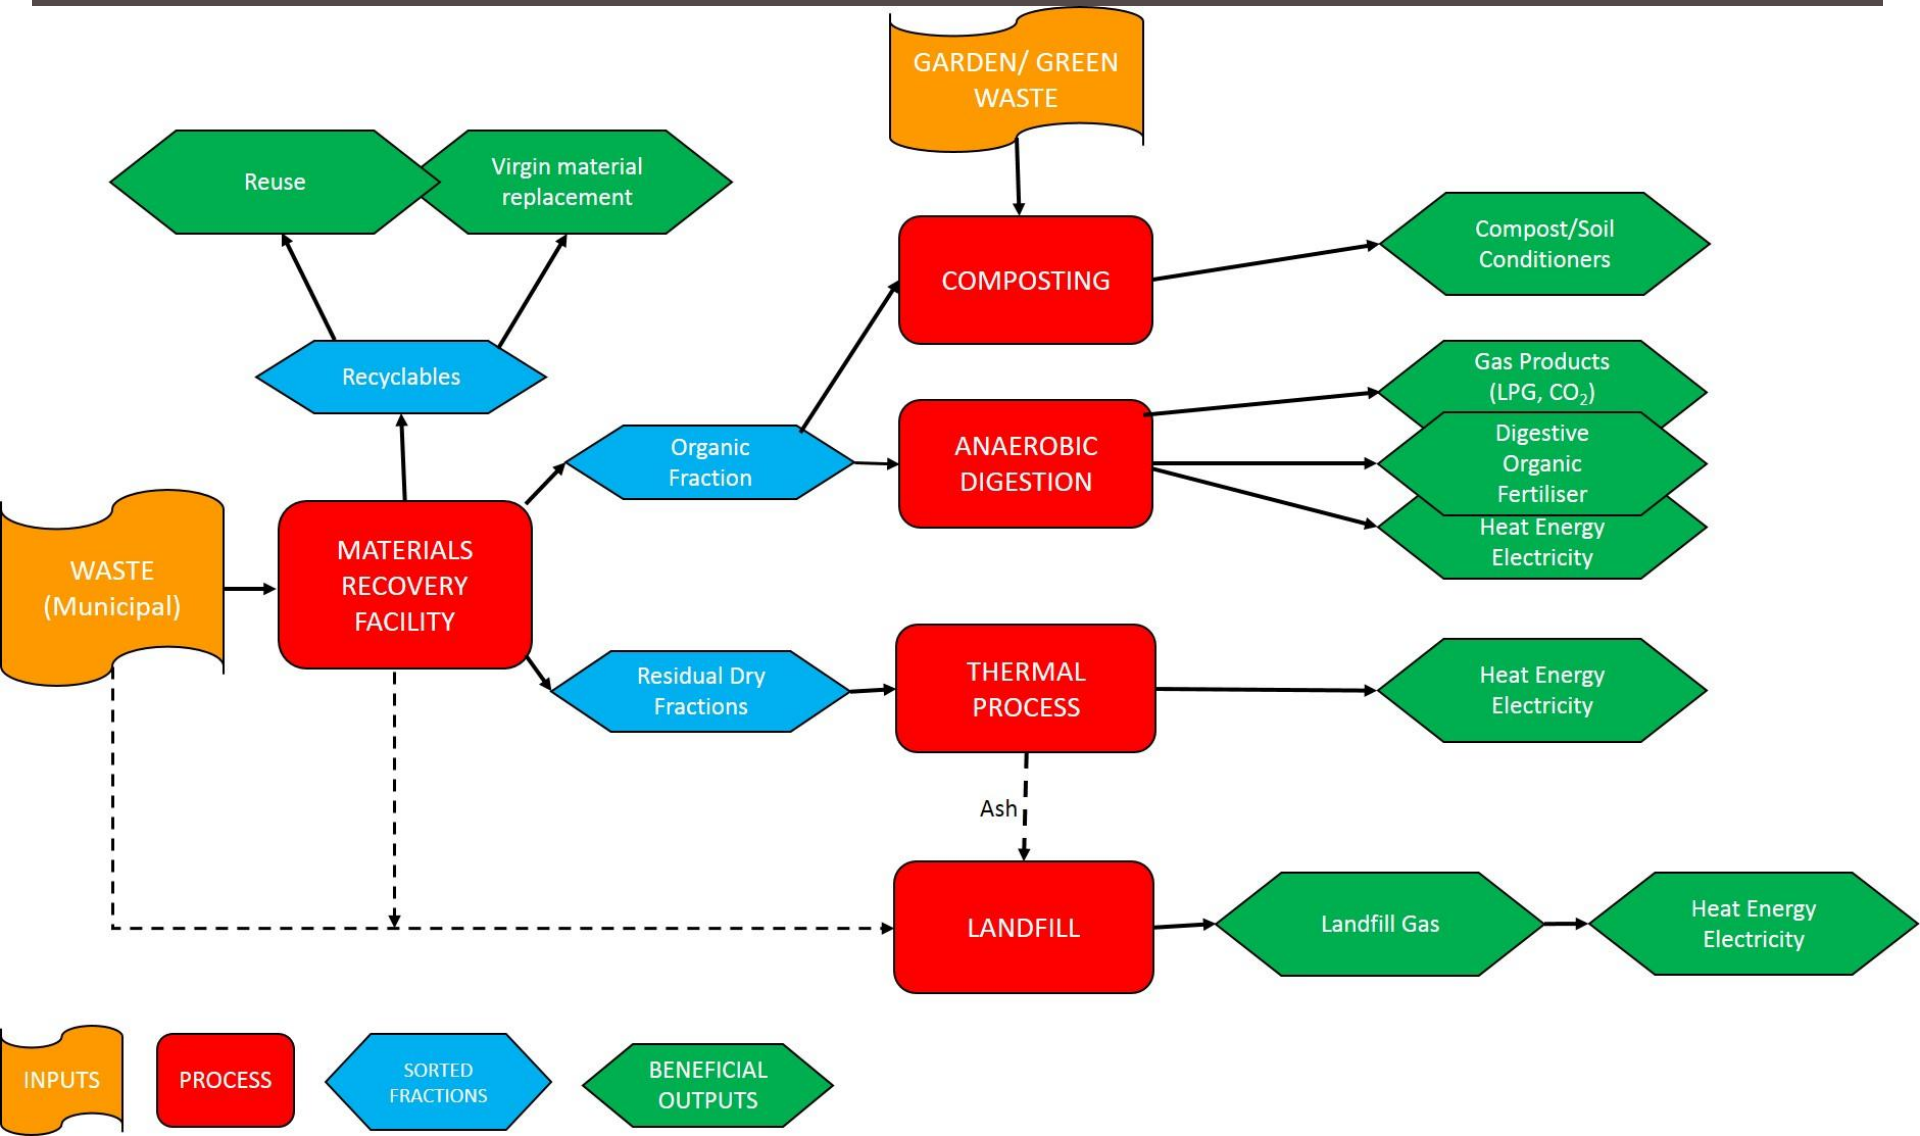 GARDEN/ GREEN
WASTE
Reuse
Virgin material
replacement
Compost/Soil
Conditioners
COMPOSTING
Recyclables
Gas Products
(LPG, CO₂)
Organic
Fraction
ANAEROBIC
DIGESTION
Digestive
Organic
Fertiliser
Heat Energy
Electricity
WASTE
(Municipal)
MATERIALS
RECOVERY
FACILITY
Residual Dry
Fractions
THERMAL
PROCESS
Heat Energy
Electricity
Ash
LANDFILL
Landfill Gas
Heat Energy
Electricity
INPUTS
PROCESS
SORTED
FRACTIONS
BENEFICIAL
OUTPUTS